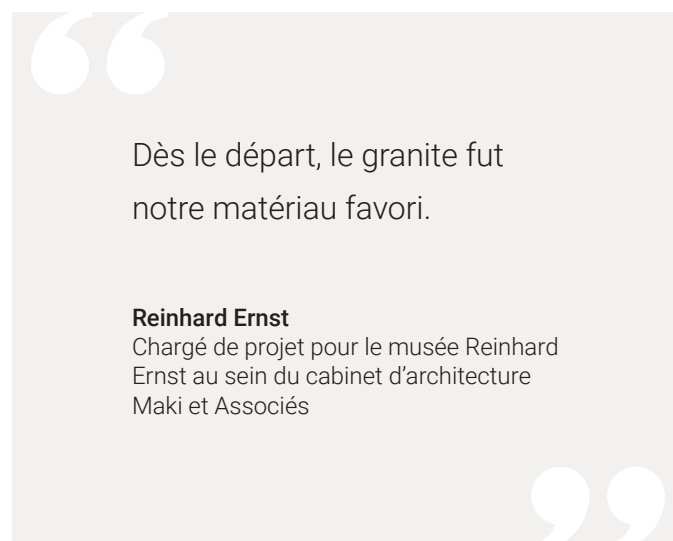 Dès le départ, le granite fut
notre matériau favori.
Reinhard Ernst
Chargé de projet pour le musée Reinhard
Ernst au sein du cabinet d’architecture
Maki et Associés